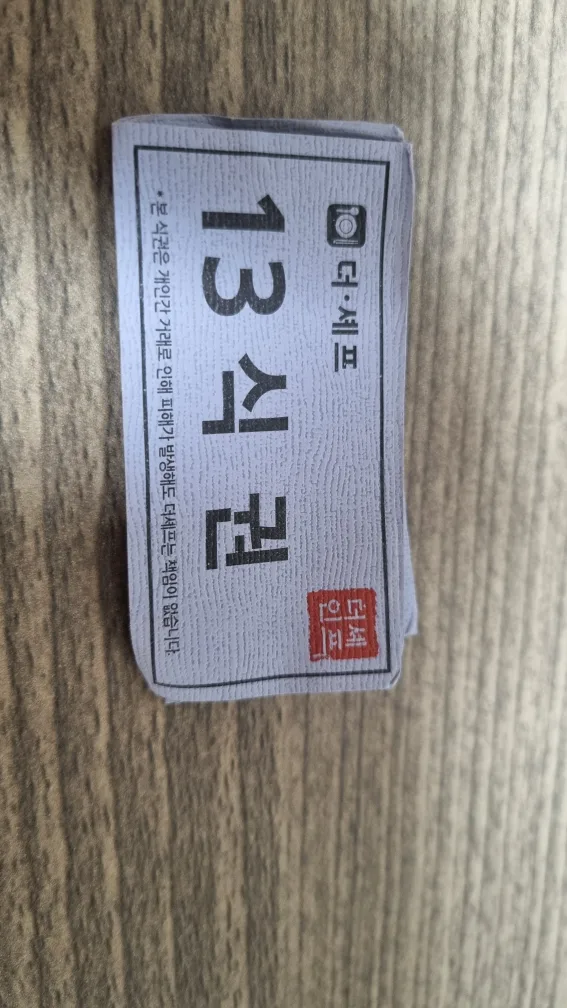 더·셰프
더셰
인프
13식권
* 본 식권은 개인간 거래로 인해 피해가 발생해도 더셰프는 책임이 없습니다.